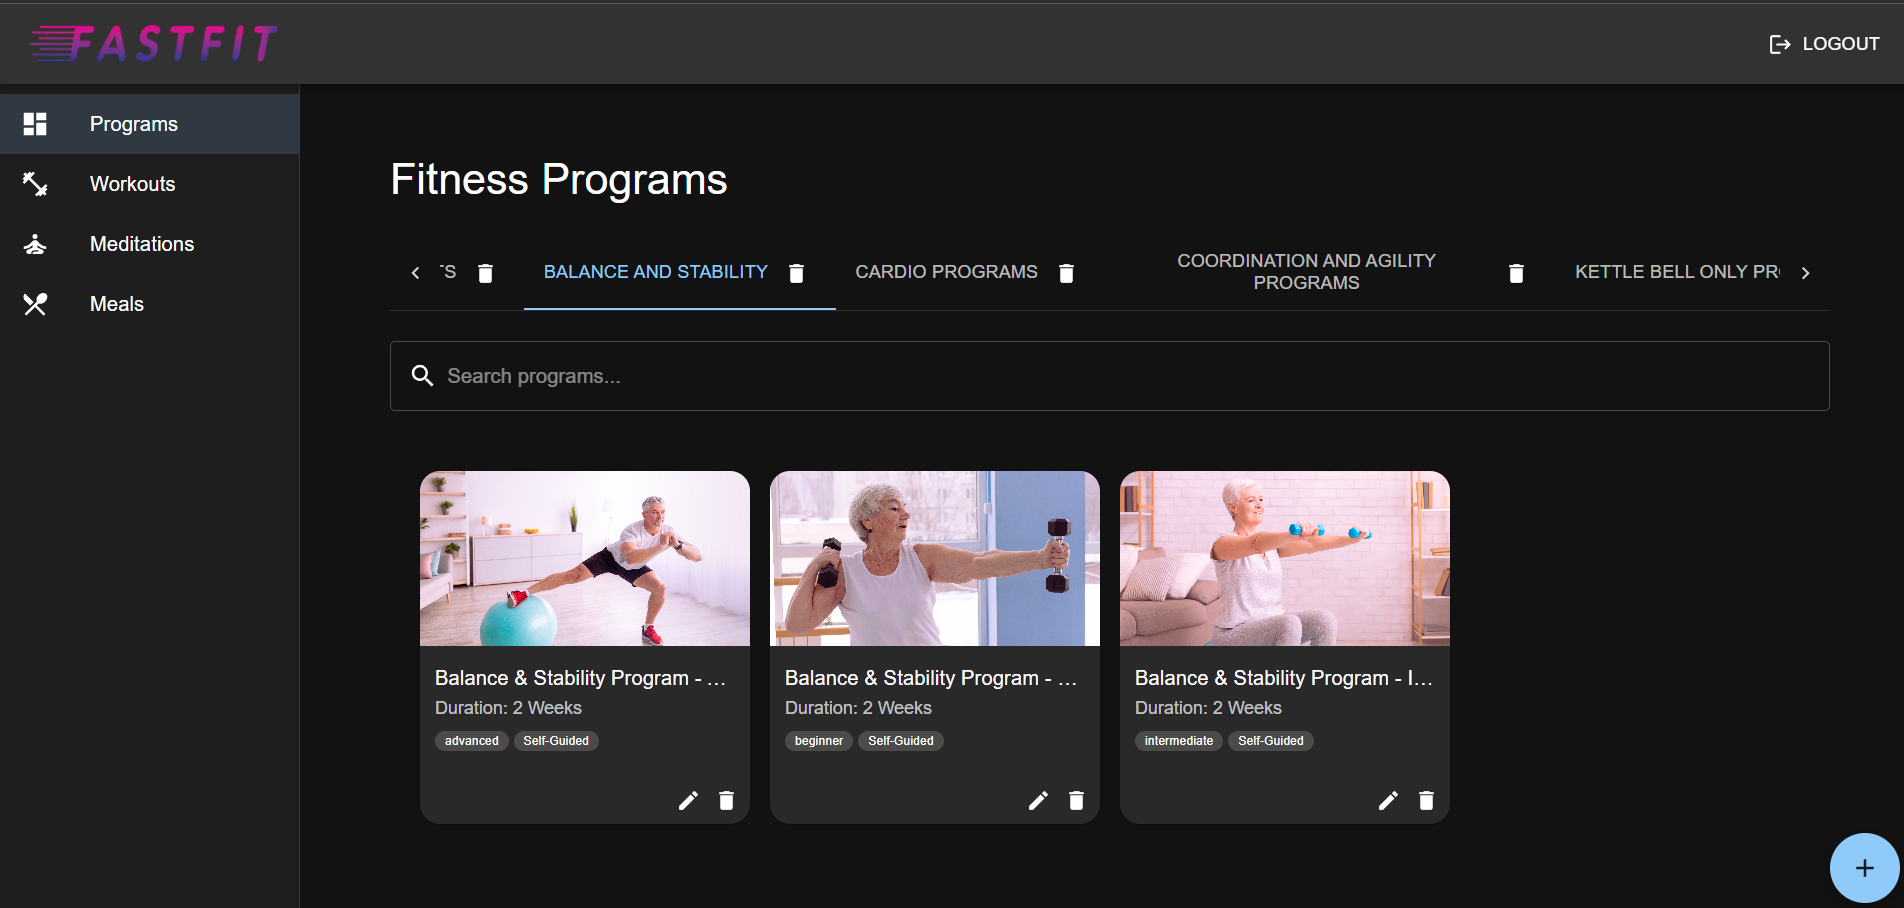 FASTFIT
LOGOUT
Programs
Workouts
Meditations
Meals
Fitness Programs
TS
BALANCE AND STABILITY
CARDIO PROGRAMS
COORDINATION AND AGILITY
PROGRAMS
KETTLE BELL ONLY PR
Search programs...
Balance & Stability Program - ...
Duration: 2 Weeks
advanced Self-Guided
Balance & Stability Program - ...
Duration: 2 Weeks
beginner Self-Guided
Balance & Stability Program - I...
Duration: 2 Weeks
intermediate Self-Guided